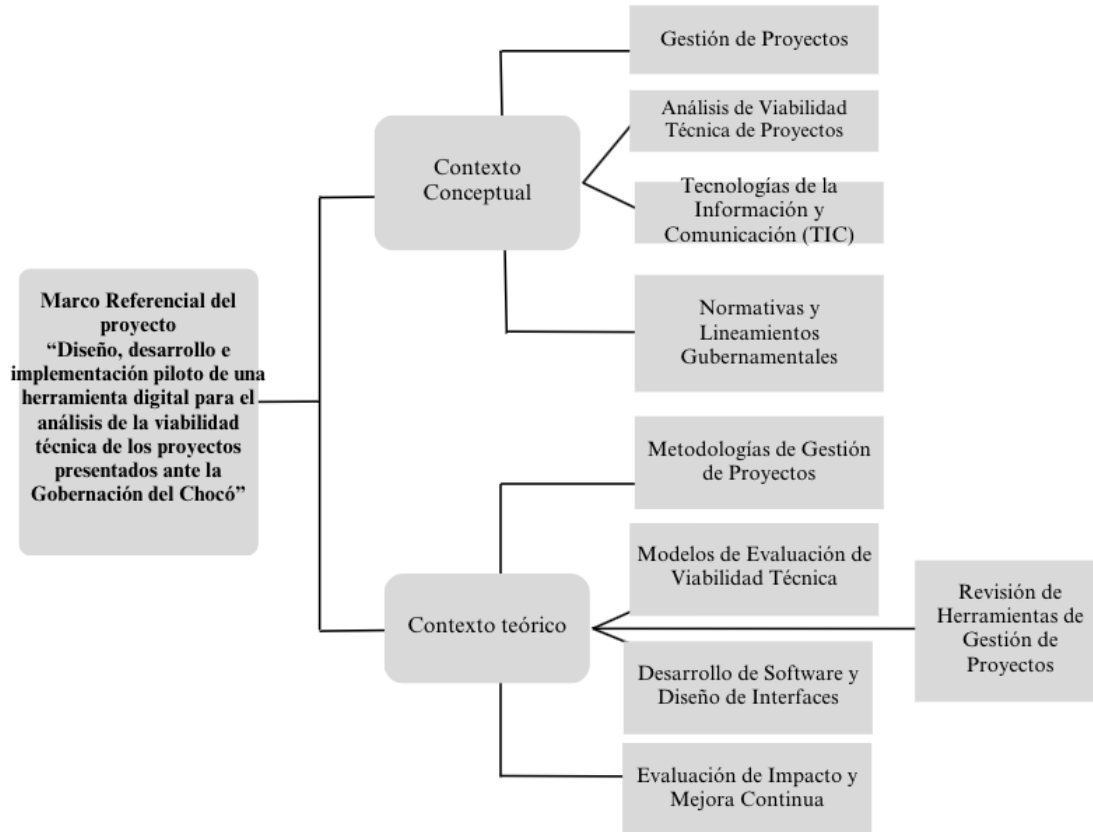 Marco Referencial del
proyecto
“Diseño, desarrollo e
implementación piloto de una
herramienta digital para el
análisis de la viabilidad
técnica de los proyectos
presentados ante la
Gobernación del Chocó”
Contexto
Conceptual
Gestión de Proyectos
Análisis de Viabilidad
Técnica de Proyectos
Tecnologías de la
Información y
Comunicación (TIC)
Normativas y
Lineamientos
Gubernamentales
Contexto teórico
Metodologías de Gestión
de Proyectos
Modelos de Evaluación de
Viabilidad Técnica
Revisión de
Herramientas de
Gestión de
Proyectos
Desarrollo de Software y
Diseño de Interfaces
Evaluación de Impacto y
Mejora Continua